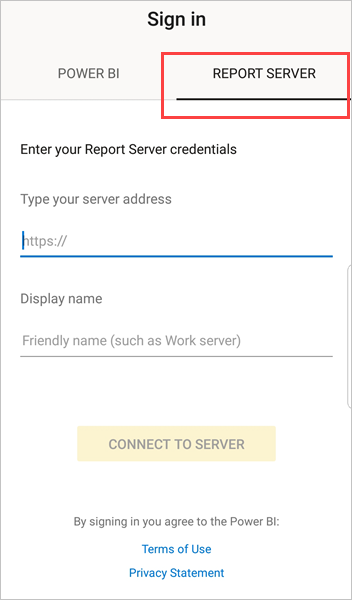 Sign in
POWER BI
REPORT SERVER
Enter your Report Server credentials
Type your server address
https://
Display name
Friendly name (such as Work server)
CONNECT TO SERVER
By signing in you agree to the Power BI:
Terms of Use
Privacy Statement